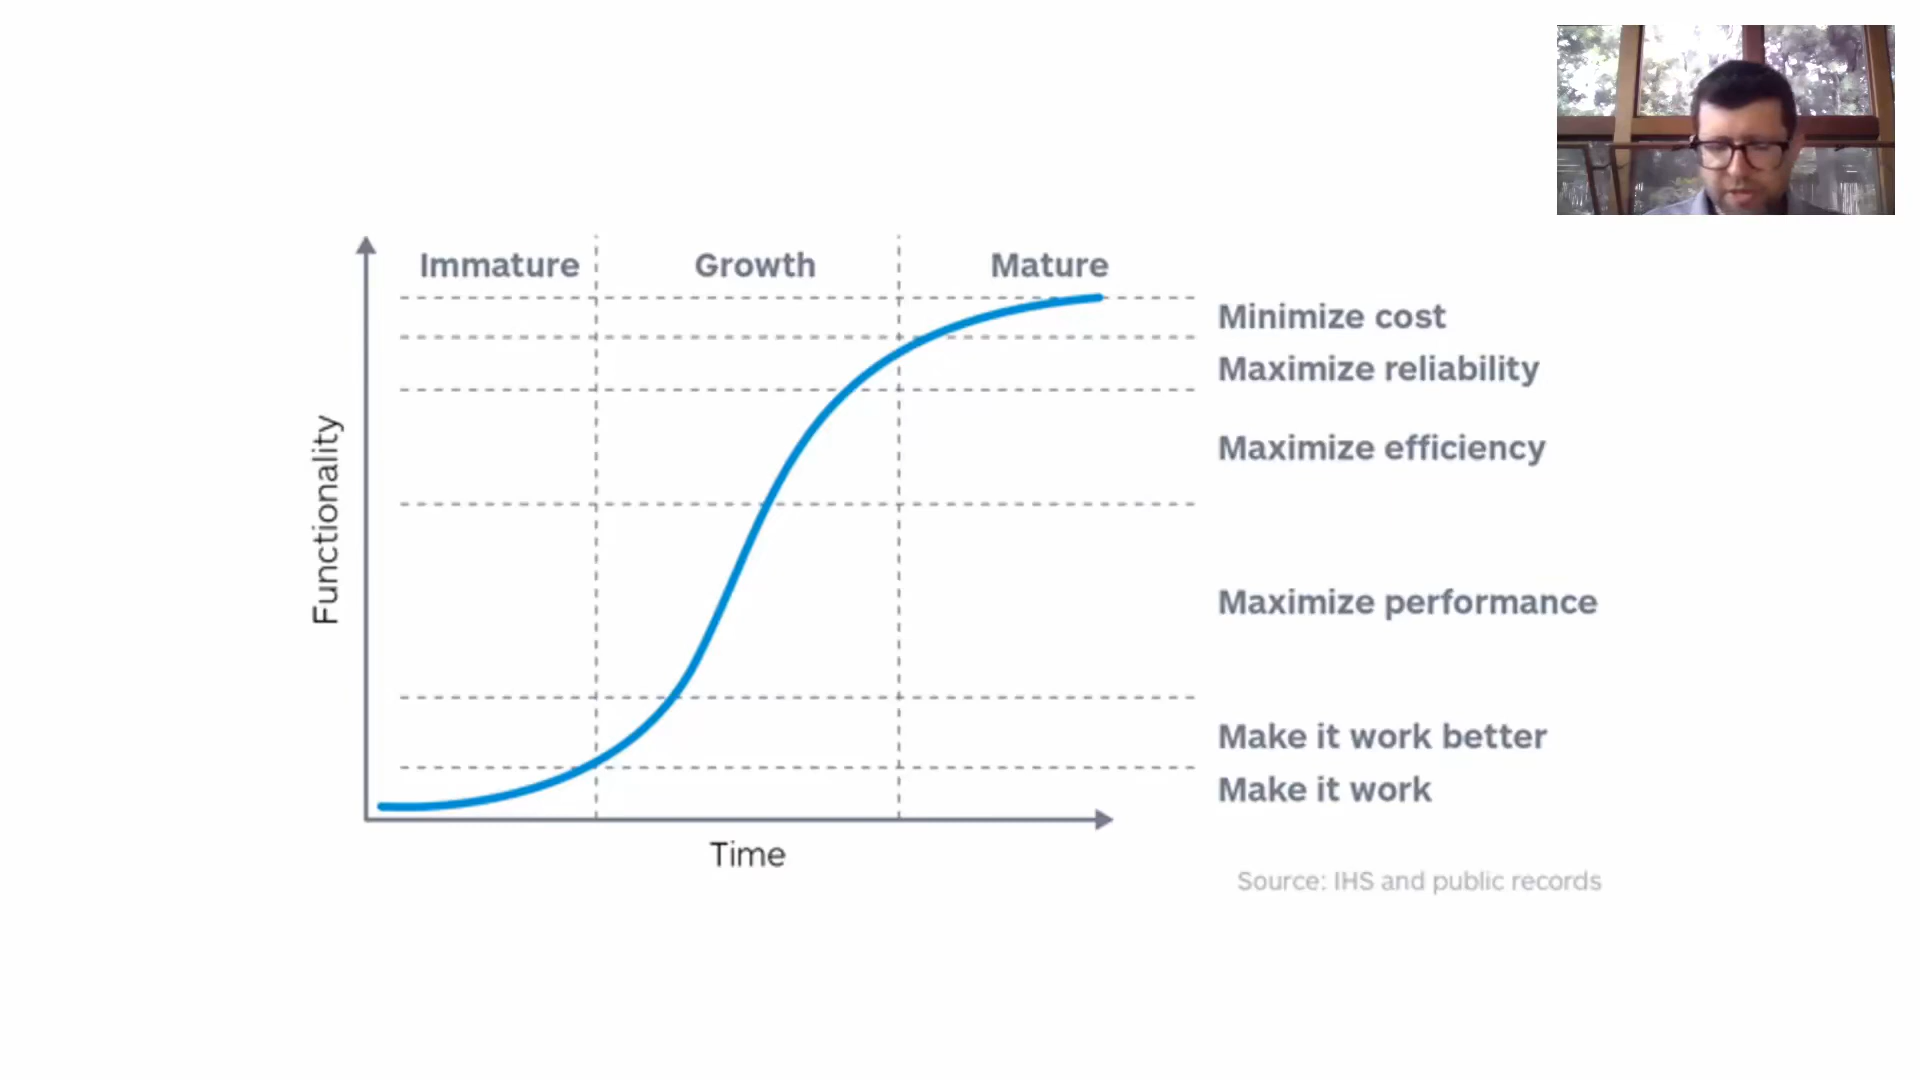 Immature
Growth
Mature
Minimize cost
Maximize reliability
Maximize efficiency
Functionality
Maximize performance
Make it work better
Make it work
Time
Source: IHS and public records